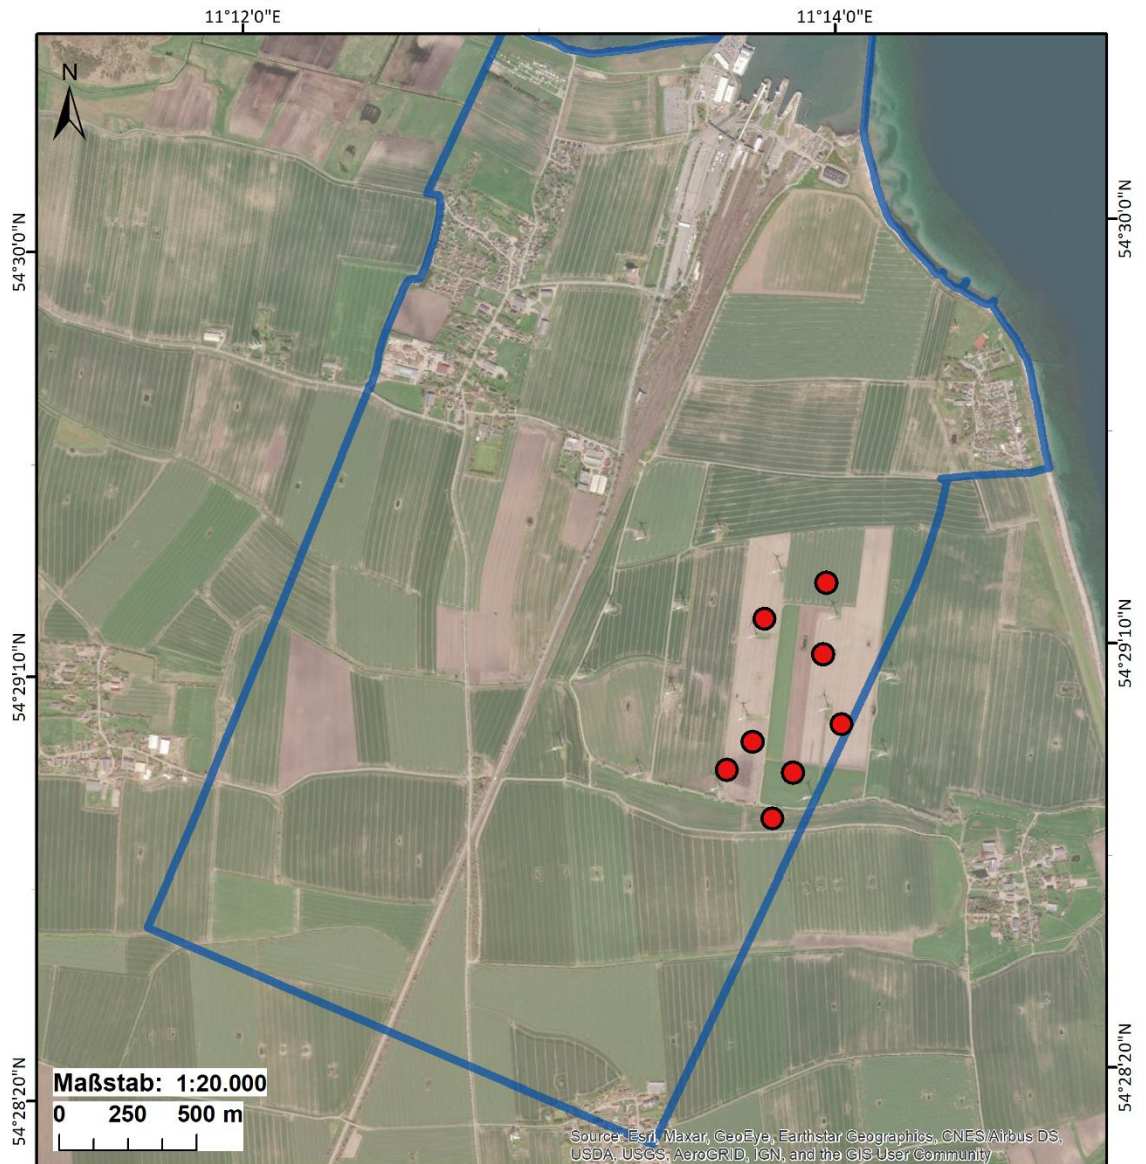 11°12'0"E
11°14'0"E
N
54°30'0"N
54°30'0"N
54°29'10"N
54°29'10"N
54°28'20"N
54°28'20"N
Maßstab: 1:20.000
0 250 500 m
Source: Esri, Maxar, GeoEye, Earthstar Geographics, CNES/Airbus DS,
USDA, USGS, AeroGRID, IGN, and the GIS User Community